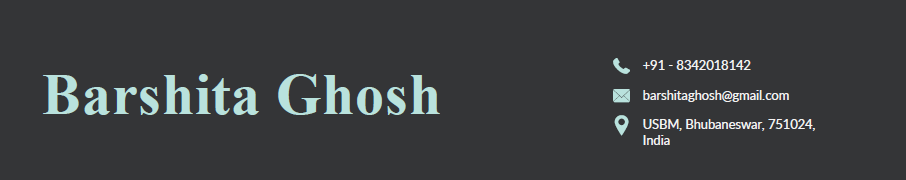 Barshita Ghosh
+91 - 8342018142
barshitaghosh@gmail.com
USBM, Bhubaneswar, 751024,
India